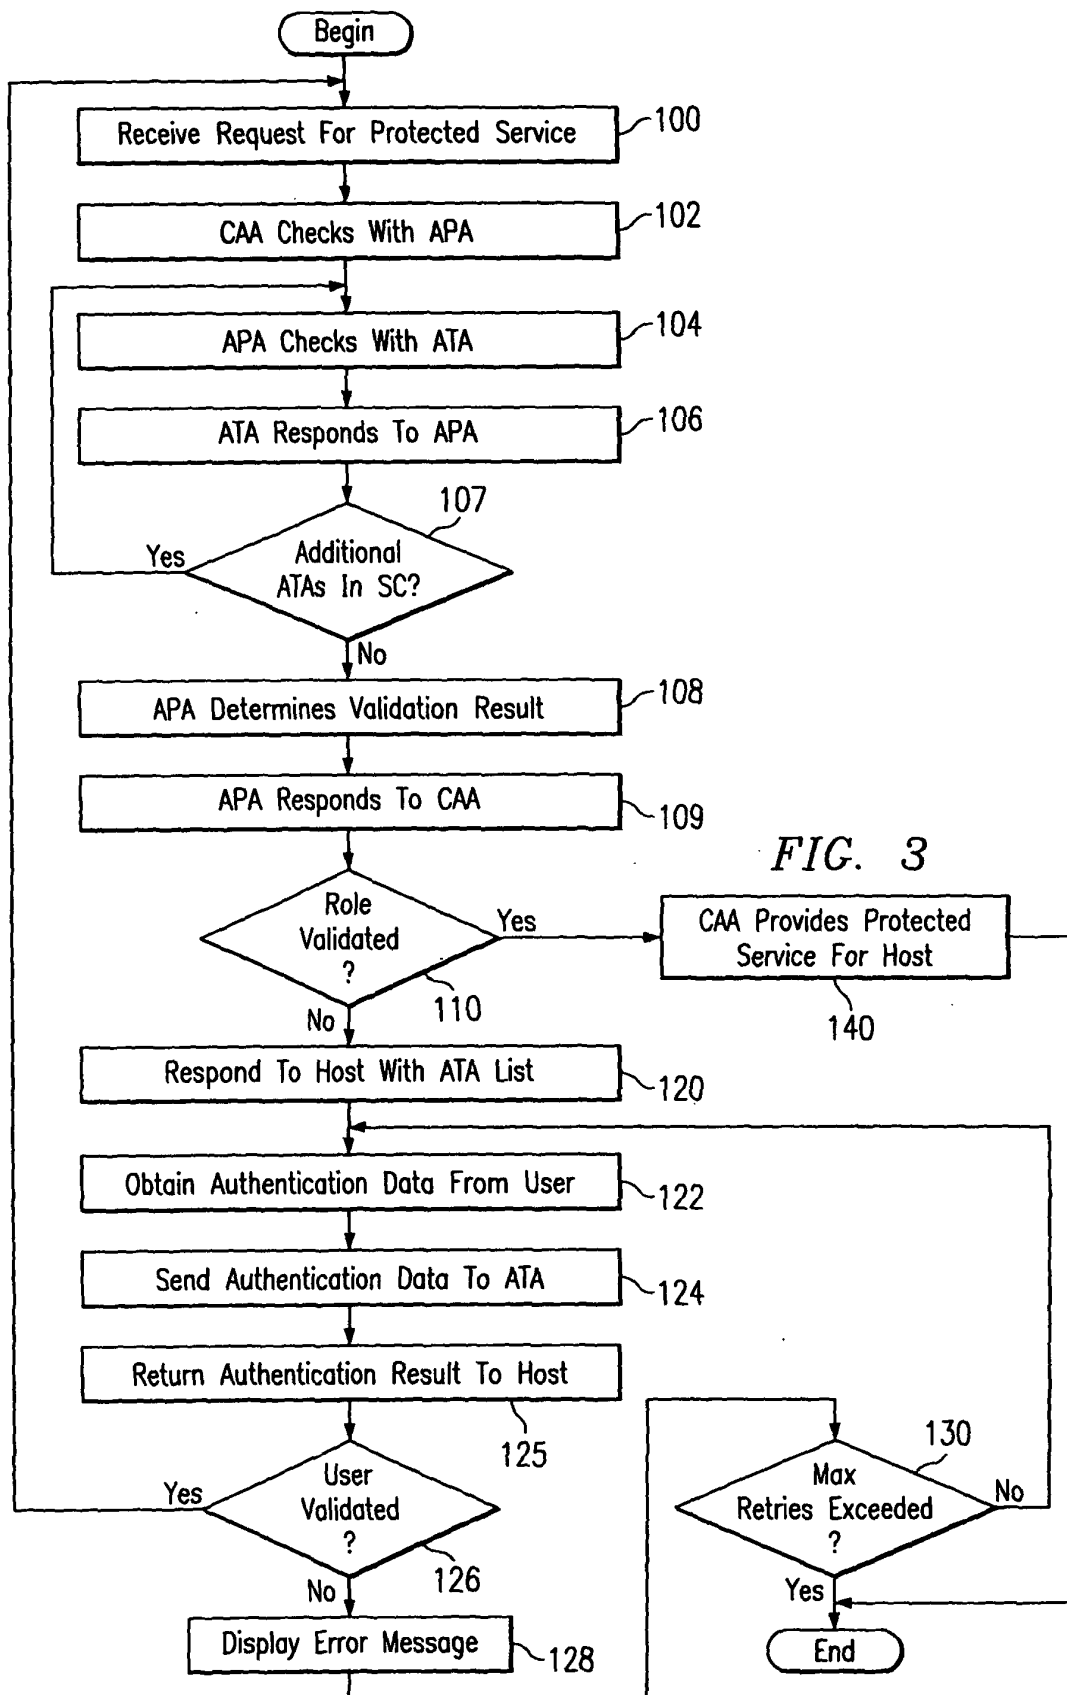 Begin
Receive Request For Protected Service
100
CAA Checks With APA
102
APA Checks With ATA
104
ATA Responds To APA
106
107
Additional
ATAs In SC?
Yes
No
APA Determines Validation Result
108
APA Responds To CAA
109
FIG. 3
Role
Validated
?
Yes
110
No
CAA Provides Protected
Service For Host
140
Respond To Host With ATA List
120
Obtain Authentication Data From User
122
Send Authentication Data To ATA
124
Return Authentication Result To Host
125
User
Validated
?
Yes
126
No
130
Max
Retries Exceeded
?
No
Yes
Display Error Message
128
End